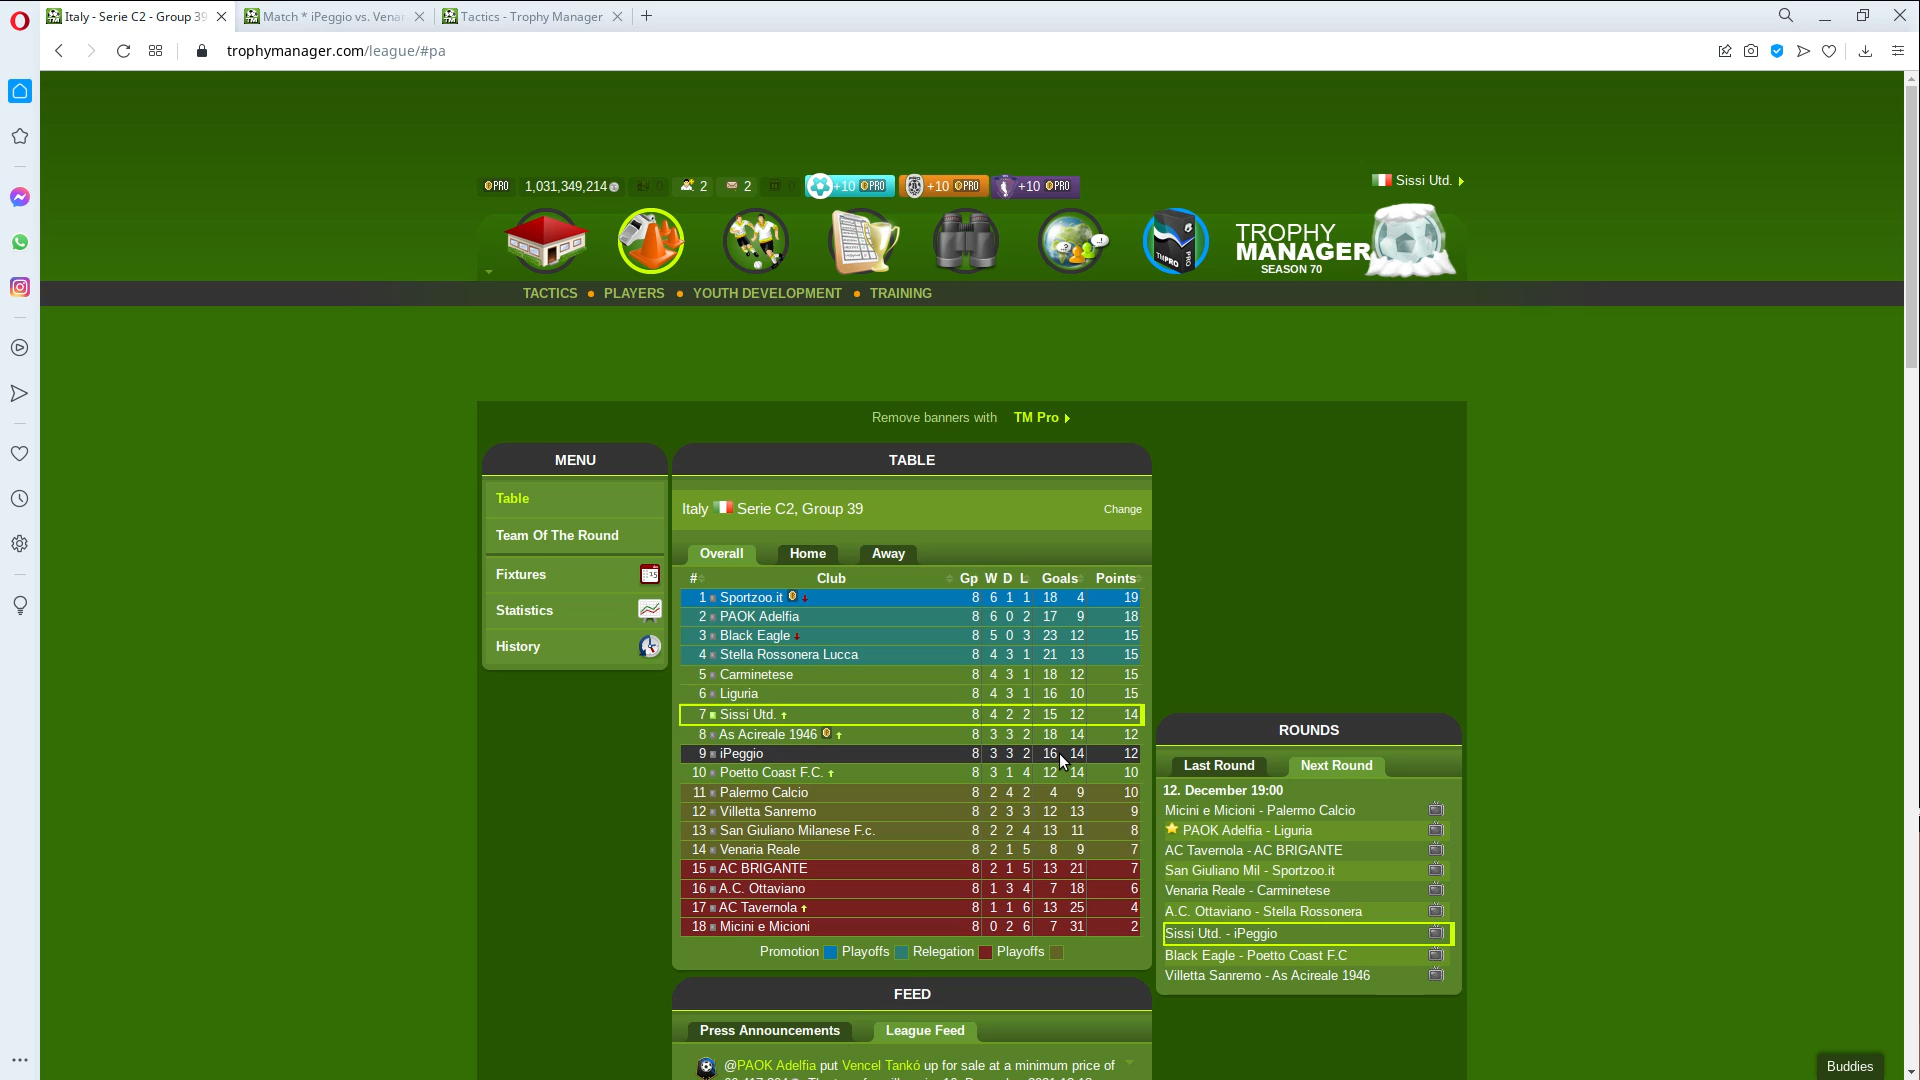 Italy - Serie C2 - Group 39
Match * iPeggio vs. Vena
Tactics - Trophy Manager
trophymanager.com/league/#pa
PRO 1,031,349,214 0 2 2 0 +10 PRO +10 PRO +10 PRO
Sissi Utd.
TROPHY
MANAGER
SEASON 70
TACTICS • PLAYERS • YOUTH DEVELOPMENT • TRAINING
Remove banners with TM Pro
MENU
Table
Team Of The Round
Fixtures
Statistics
History
TABLE
Italy Serie C2, Group 39 Change
Overall Home Away
# Club Gp W D L Goals Points
1 Sportzoo.it 8 6 1 1 18 4 19
2 PAOK Adelfia 8 6 0 2 17 9 18
3 Black Eagle 8 5 0 3 23 12 15
4 Stella Rossonera Lucca 8 4 3 1 21 13 15
5 Carminetese 8 4 3 1 18 12 15
6 Liguria 8 4 3 1 16 10 15
7 Sissi Utd. 8 4 2 2 15 12 14
8 As Acireale 1946 8 3 3 2 18 14 12
9 iPeggio 8 3 3 2 16 14 12
10 Poetto Coast F.C. 8 3 1 4 12 14 10
11 Palermo Calcio 8 2 4 2 4 9 10
12 Villetta Sanremo 8 2 3 3 12 13 9
13 San Giuliano Milanese F.c. 8 2 2 4 13 11 8
14 Venaria Reale 8 2 1 5 8 9 7
15 AC BRIGANTE 8 2 1 5 13 21 7
16 A.C. Ottaviano 8 1 3 4 7 18 6
17 AC Tavernola 8 1 1 6 13 25 4
18 Micini e Micioni 8 0 2 6 7 31 2
Promotion Playoffs Relegation Playoffs
FEED
Press Announcements League Feed
@PAOK Adelfia put Vencel Tankó up for sale at a minimum price of
ROUNDS
Last Round Next Round
12. December 19:00
Micini e Micioni - Palermo Calcio
PAOK Adelfia - Liguria
AC Tavernola - AC BRIGANTE
San Giuliano Mil - Sportzoo.it
Venaria Reale - Carminetese
A.C. Ottaviano - Stella Rossonera
Sissi Utd. - iPeggio
Black Eagle - Poetto Coast F.C
Villetta Sanremo - As Acireale 1946
Buddies